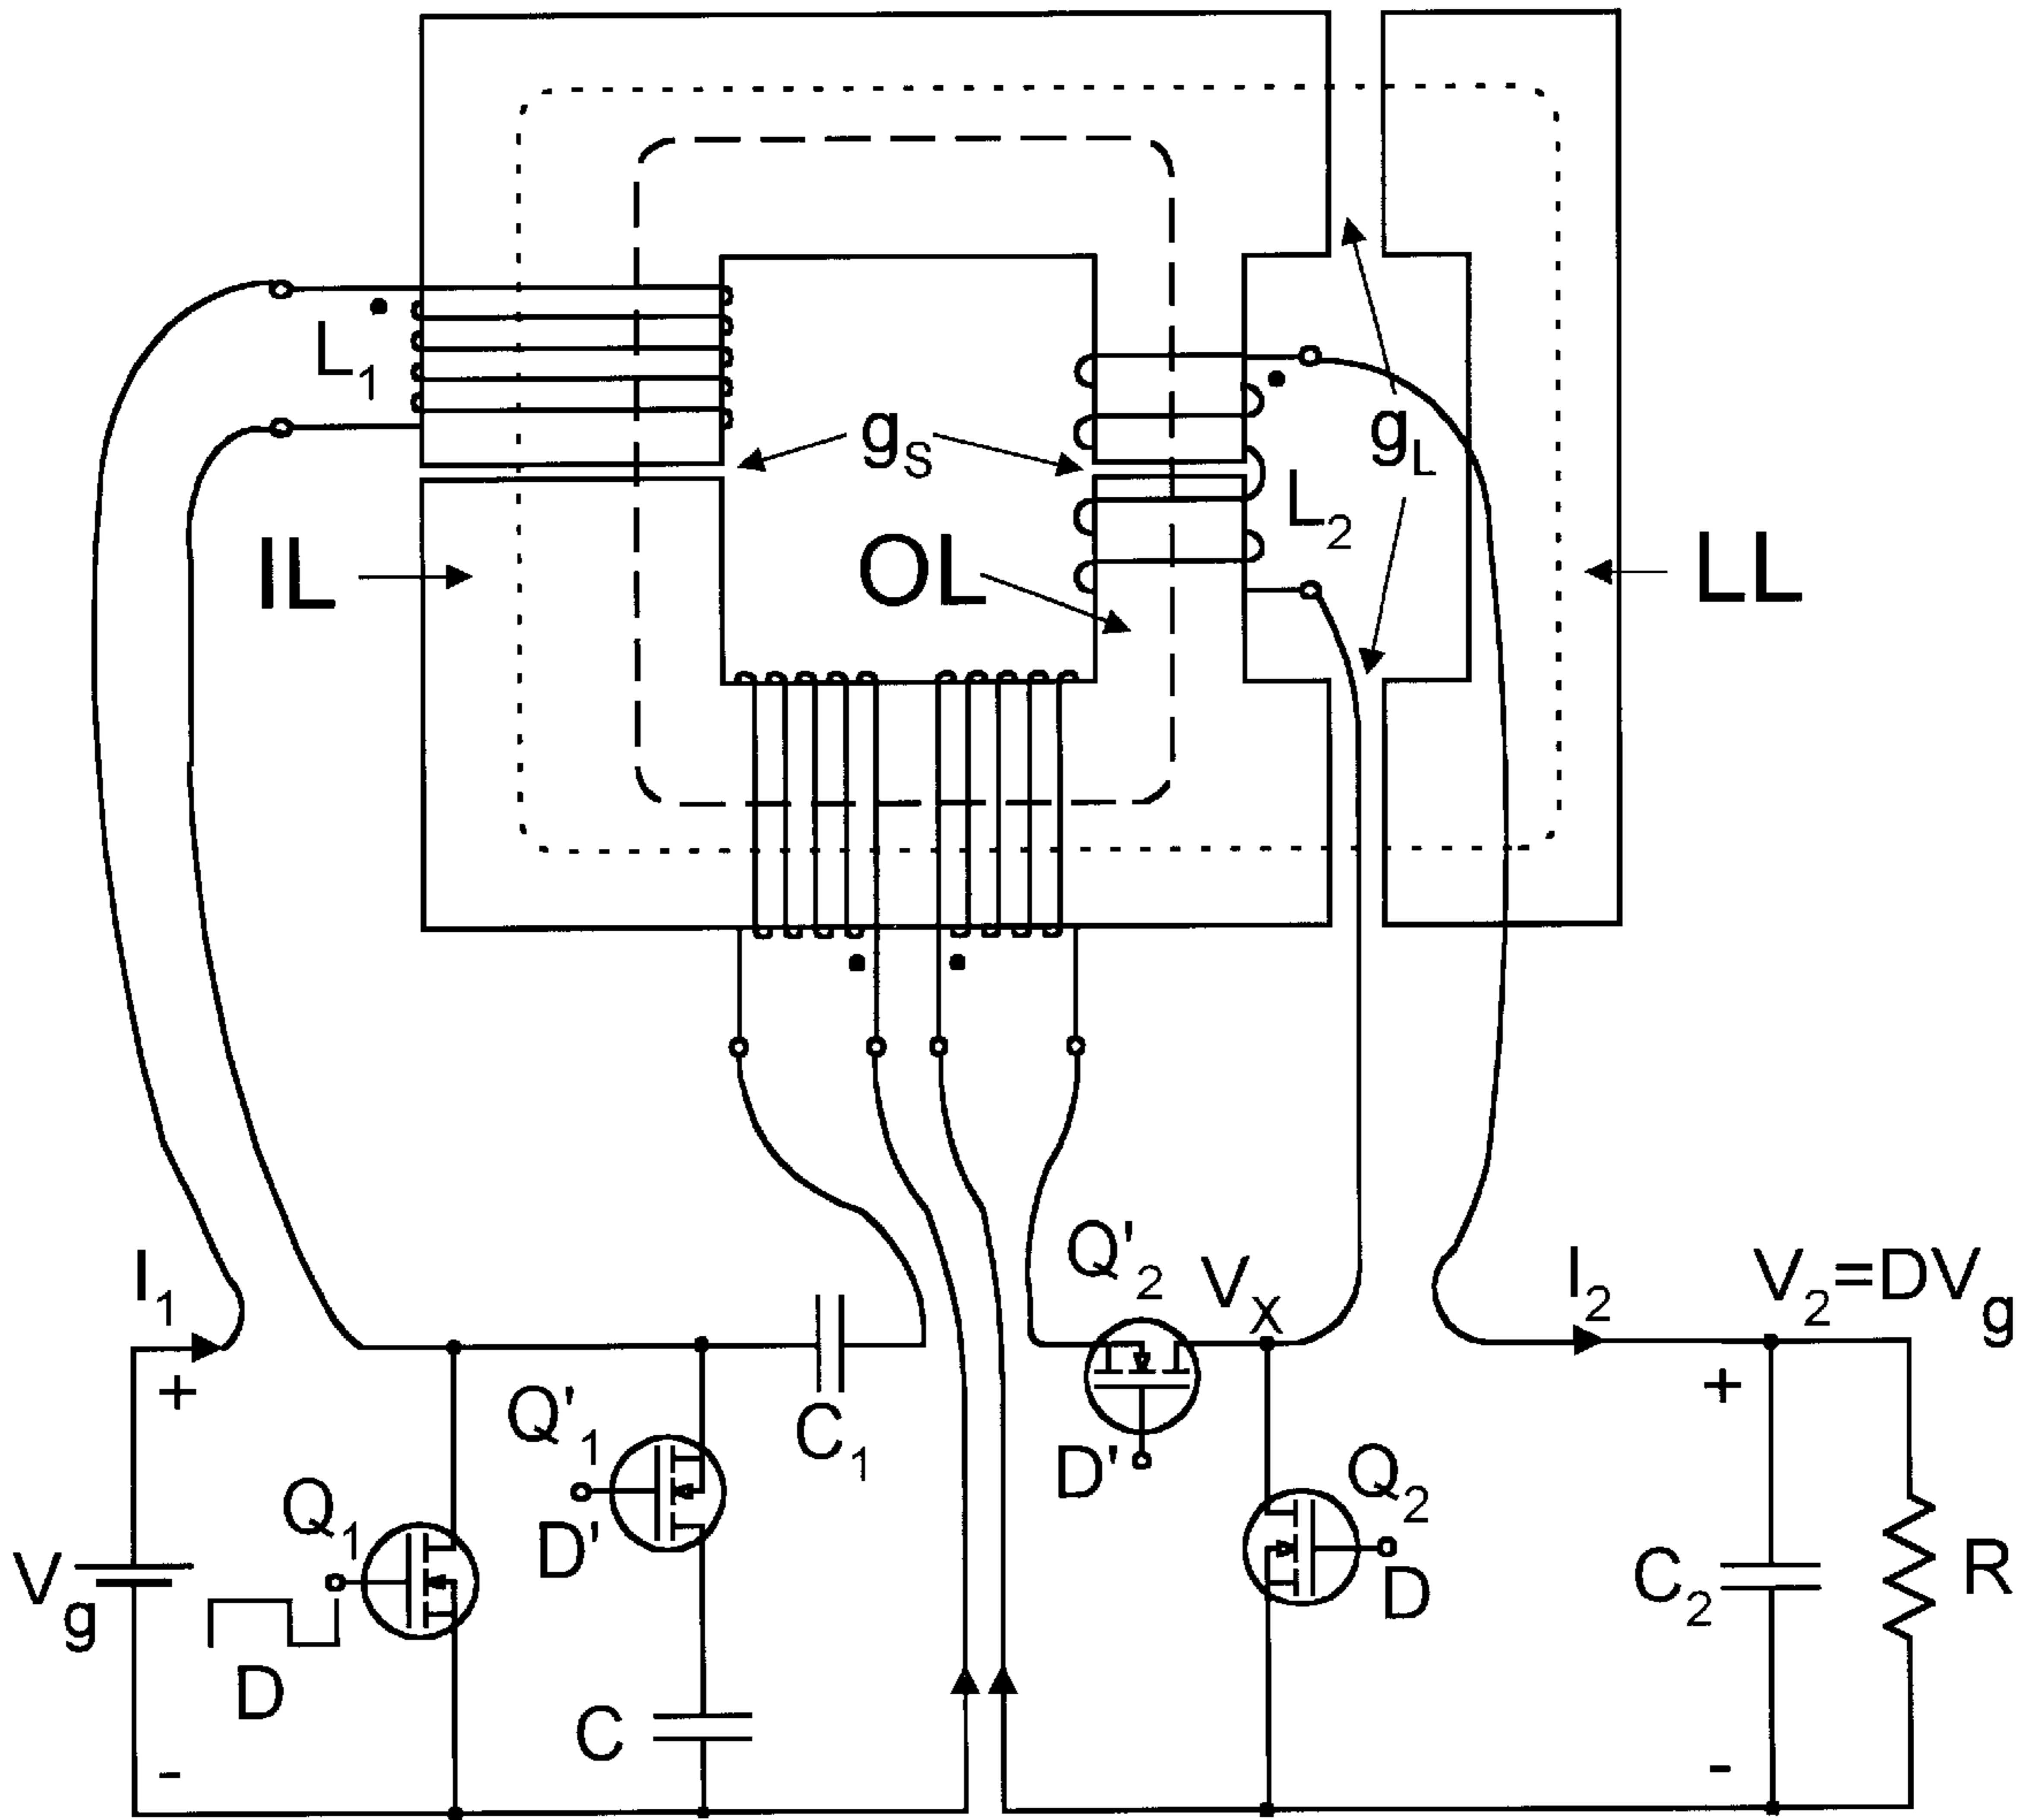 L1
gS
gL
L2
IL
OL
LL
Q'2
VX
I1
I2
V2=DVg
+
+
Q'1
C1
D'
Q1
D'
Q2
Vg
D
C2
R
D
C
-
-